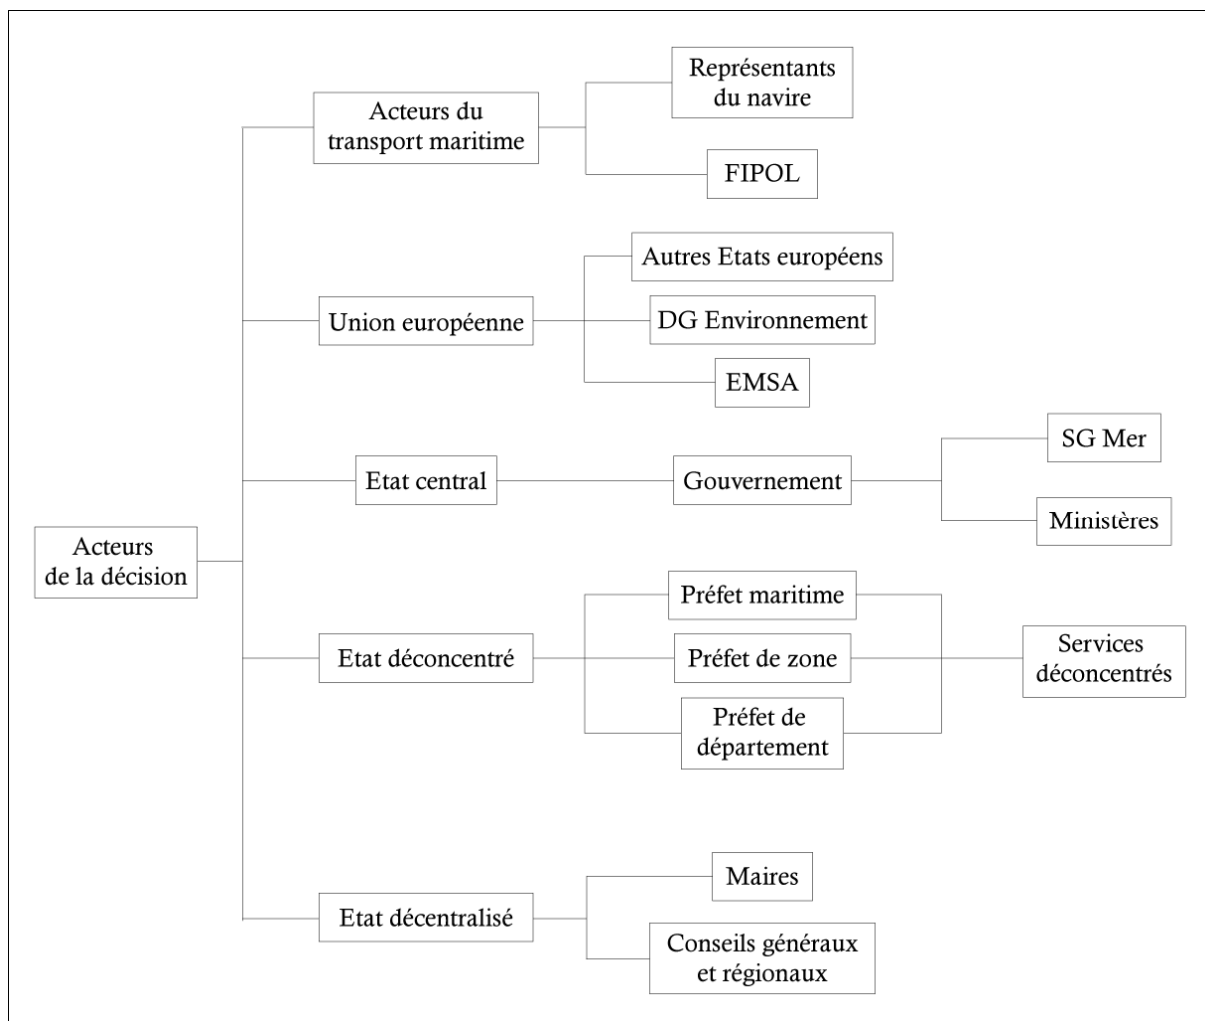 Représentants
du navire
Acteurs du
transport maritime
FIPOL
Autres Etats européens
Union européenne
DG Environnement
EMSA
SG Mer
Etat central
Gouvernement
Ministères
Acteurs
de la décision
Préfet maritime
Etat déconcentré
Préfet de zone
Services
déconcentrés
Préfet de
département
Maires
Etat décentralisé
Conseils généraux
et régionaux